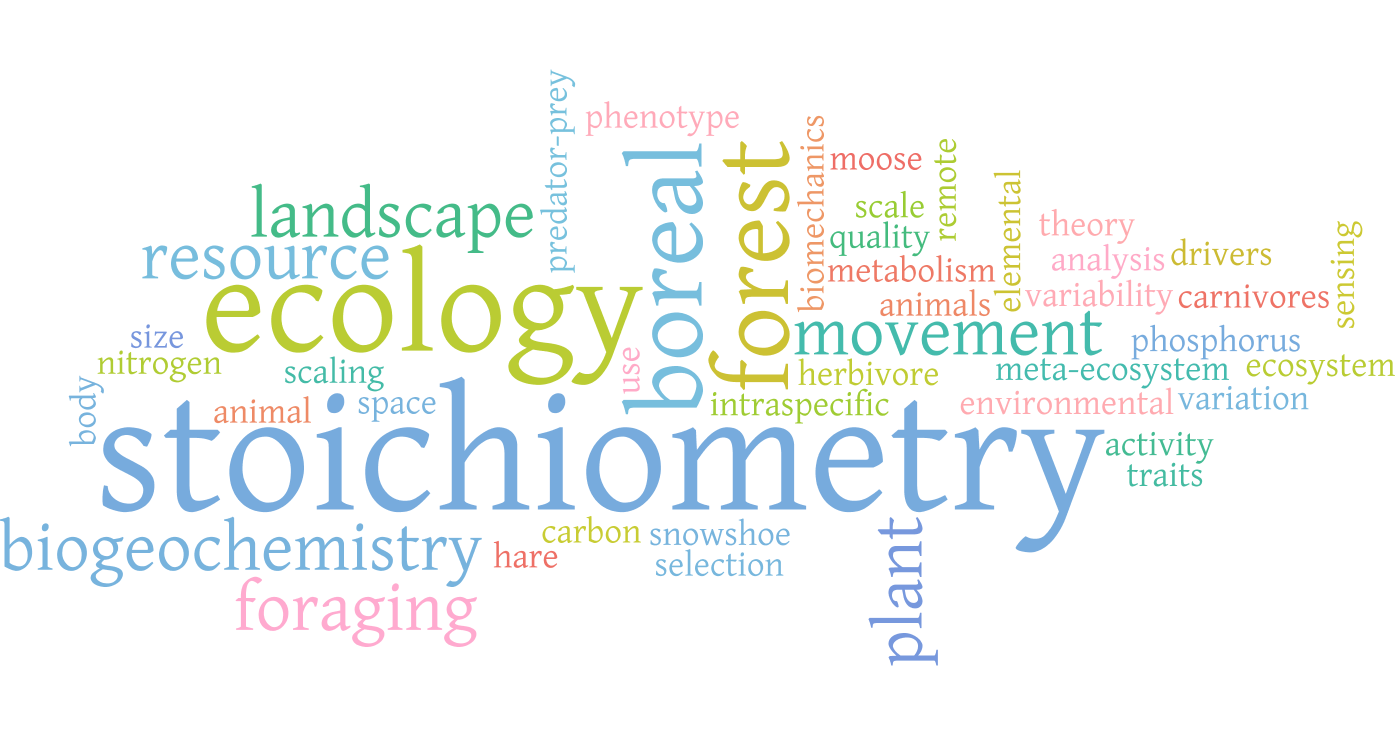 predator-prey
phenotype
boreal
forest
biomechanics
moose
remote
landscape
scale
elemental
theory
quality
resource
analysis
drivers
sensing
metabolism
ecology
variability
carnivores
animals
movement
size
phosphorus
nitrogen
scaling
use
herbivore
meta-ecosystem
ecosystem
body
animal
space
intraspecific
environmental
variation
stoichiometry
activity
traits
biogeochemistry
hare
carbon
snowshoe
selection
plant
foraging